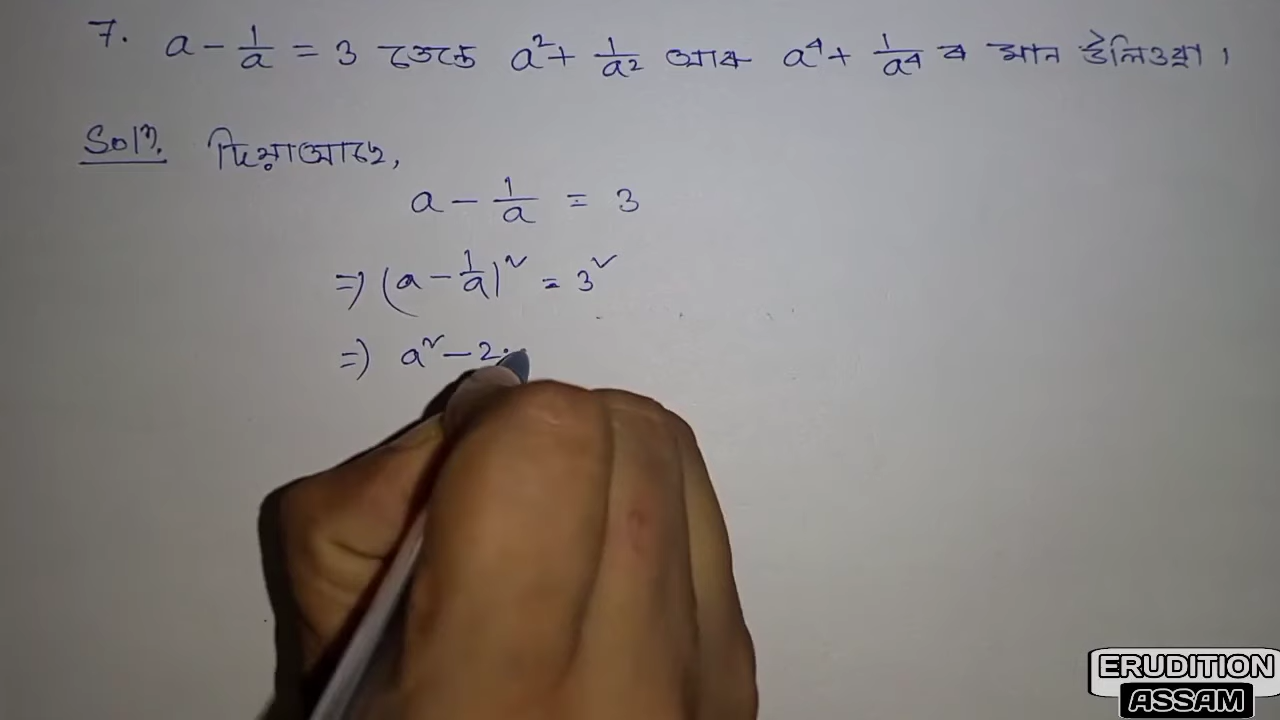 7. a - 1/a = 3 হেতেঃ a² + 1/a² আৰু a⁴ + 1/a⁴ ৰ মান উলিওৱা।
Solⁿ. দিয়া আছে,
a - 1/a = 3
⇒ (a - 1/a)² = 3²
⇒ a² - 2.
ERUDITION
ASSAM